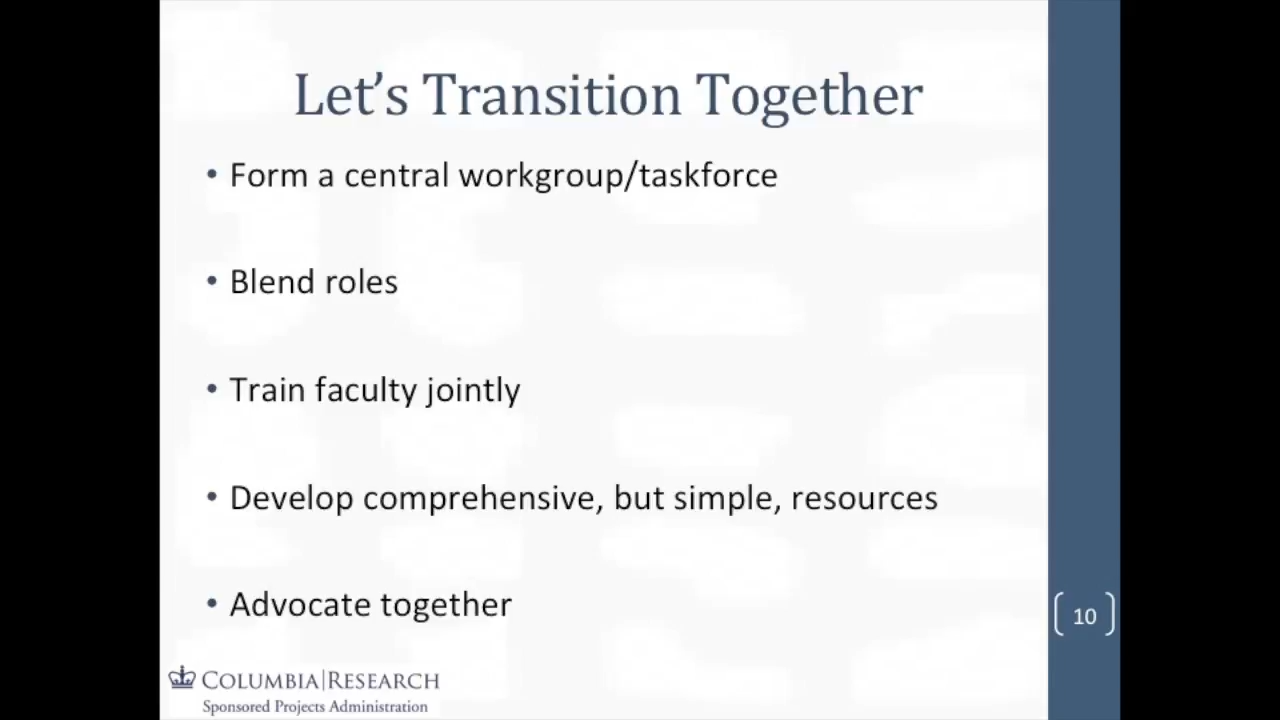 Let’s Transition Together
• Form a central workgroup/taskforce
• Blend roles
• Train faculty jointly
• Develop comprehensive, but simple, resources
• Advocate together
10
COLUMBIA|RESEARCH
Sponsored Projects Administration